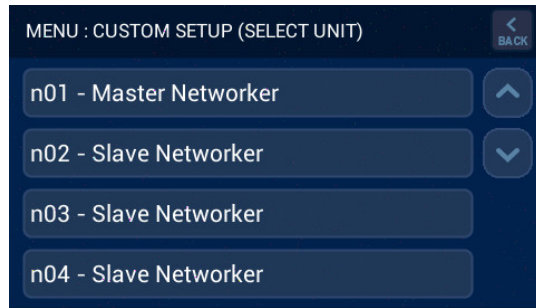 MENU : CUSTOM SETUP (SELECT UNIT)
BACK
n01 - Master Networker
n02 - Slave Networker
n03 - Slave Networker
n04 - Slave Networker